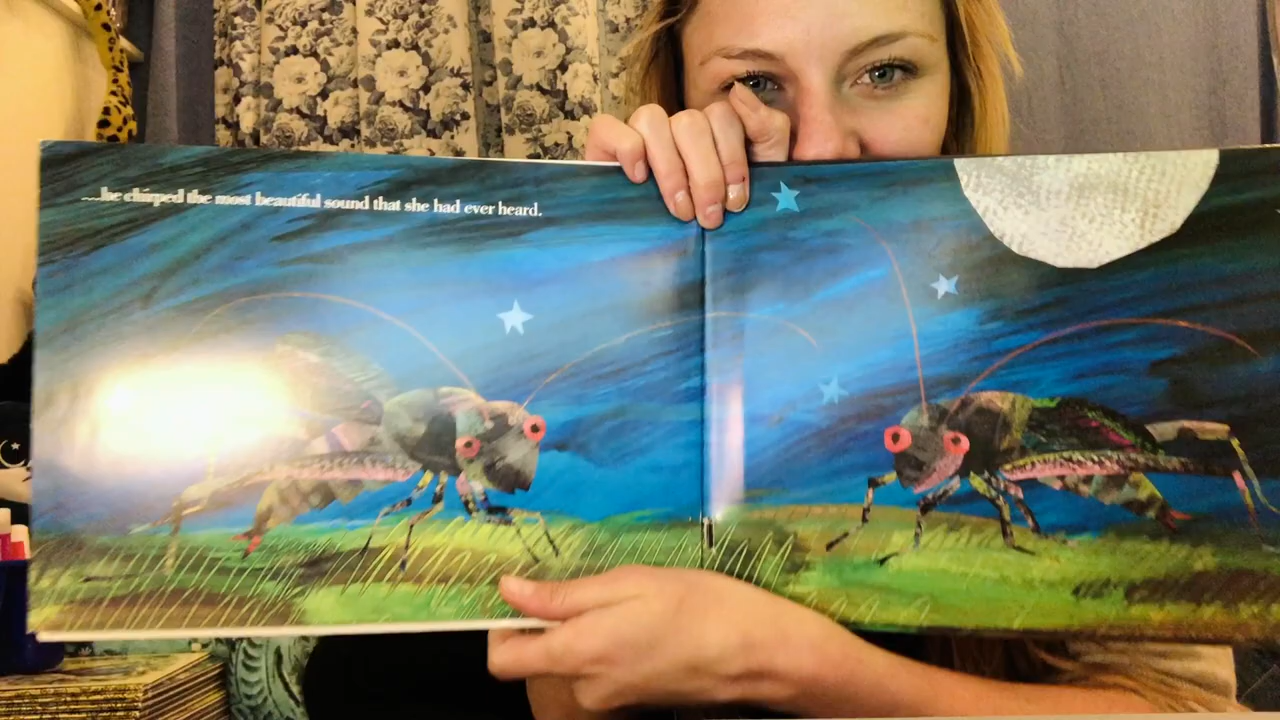 ....he chirped the most beautiful sound that she had ever heard.